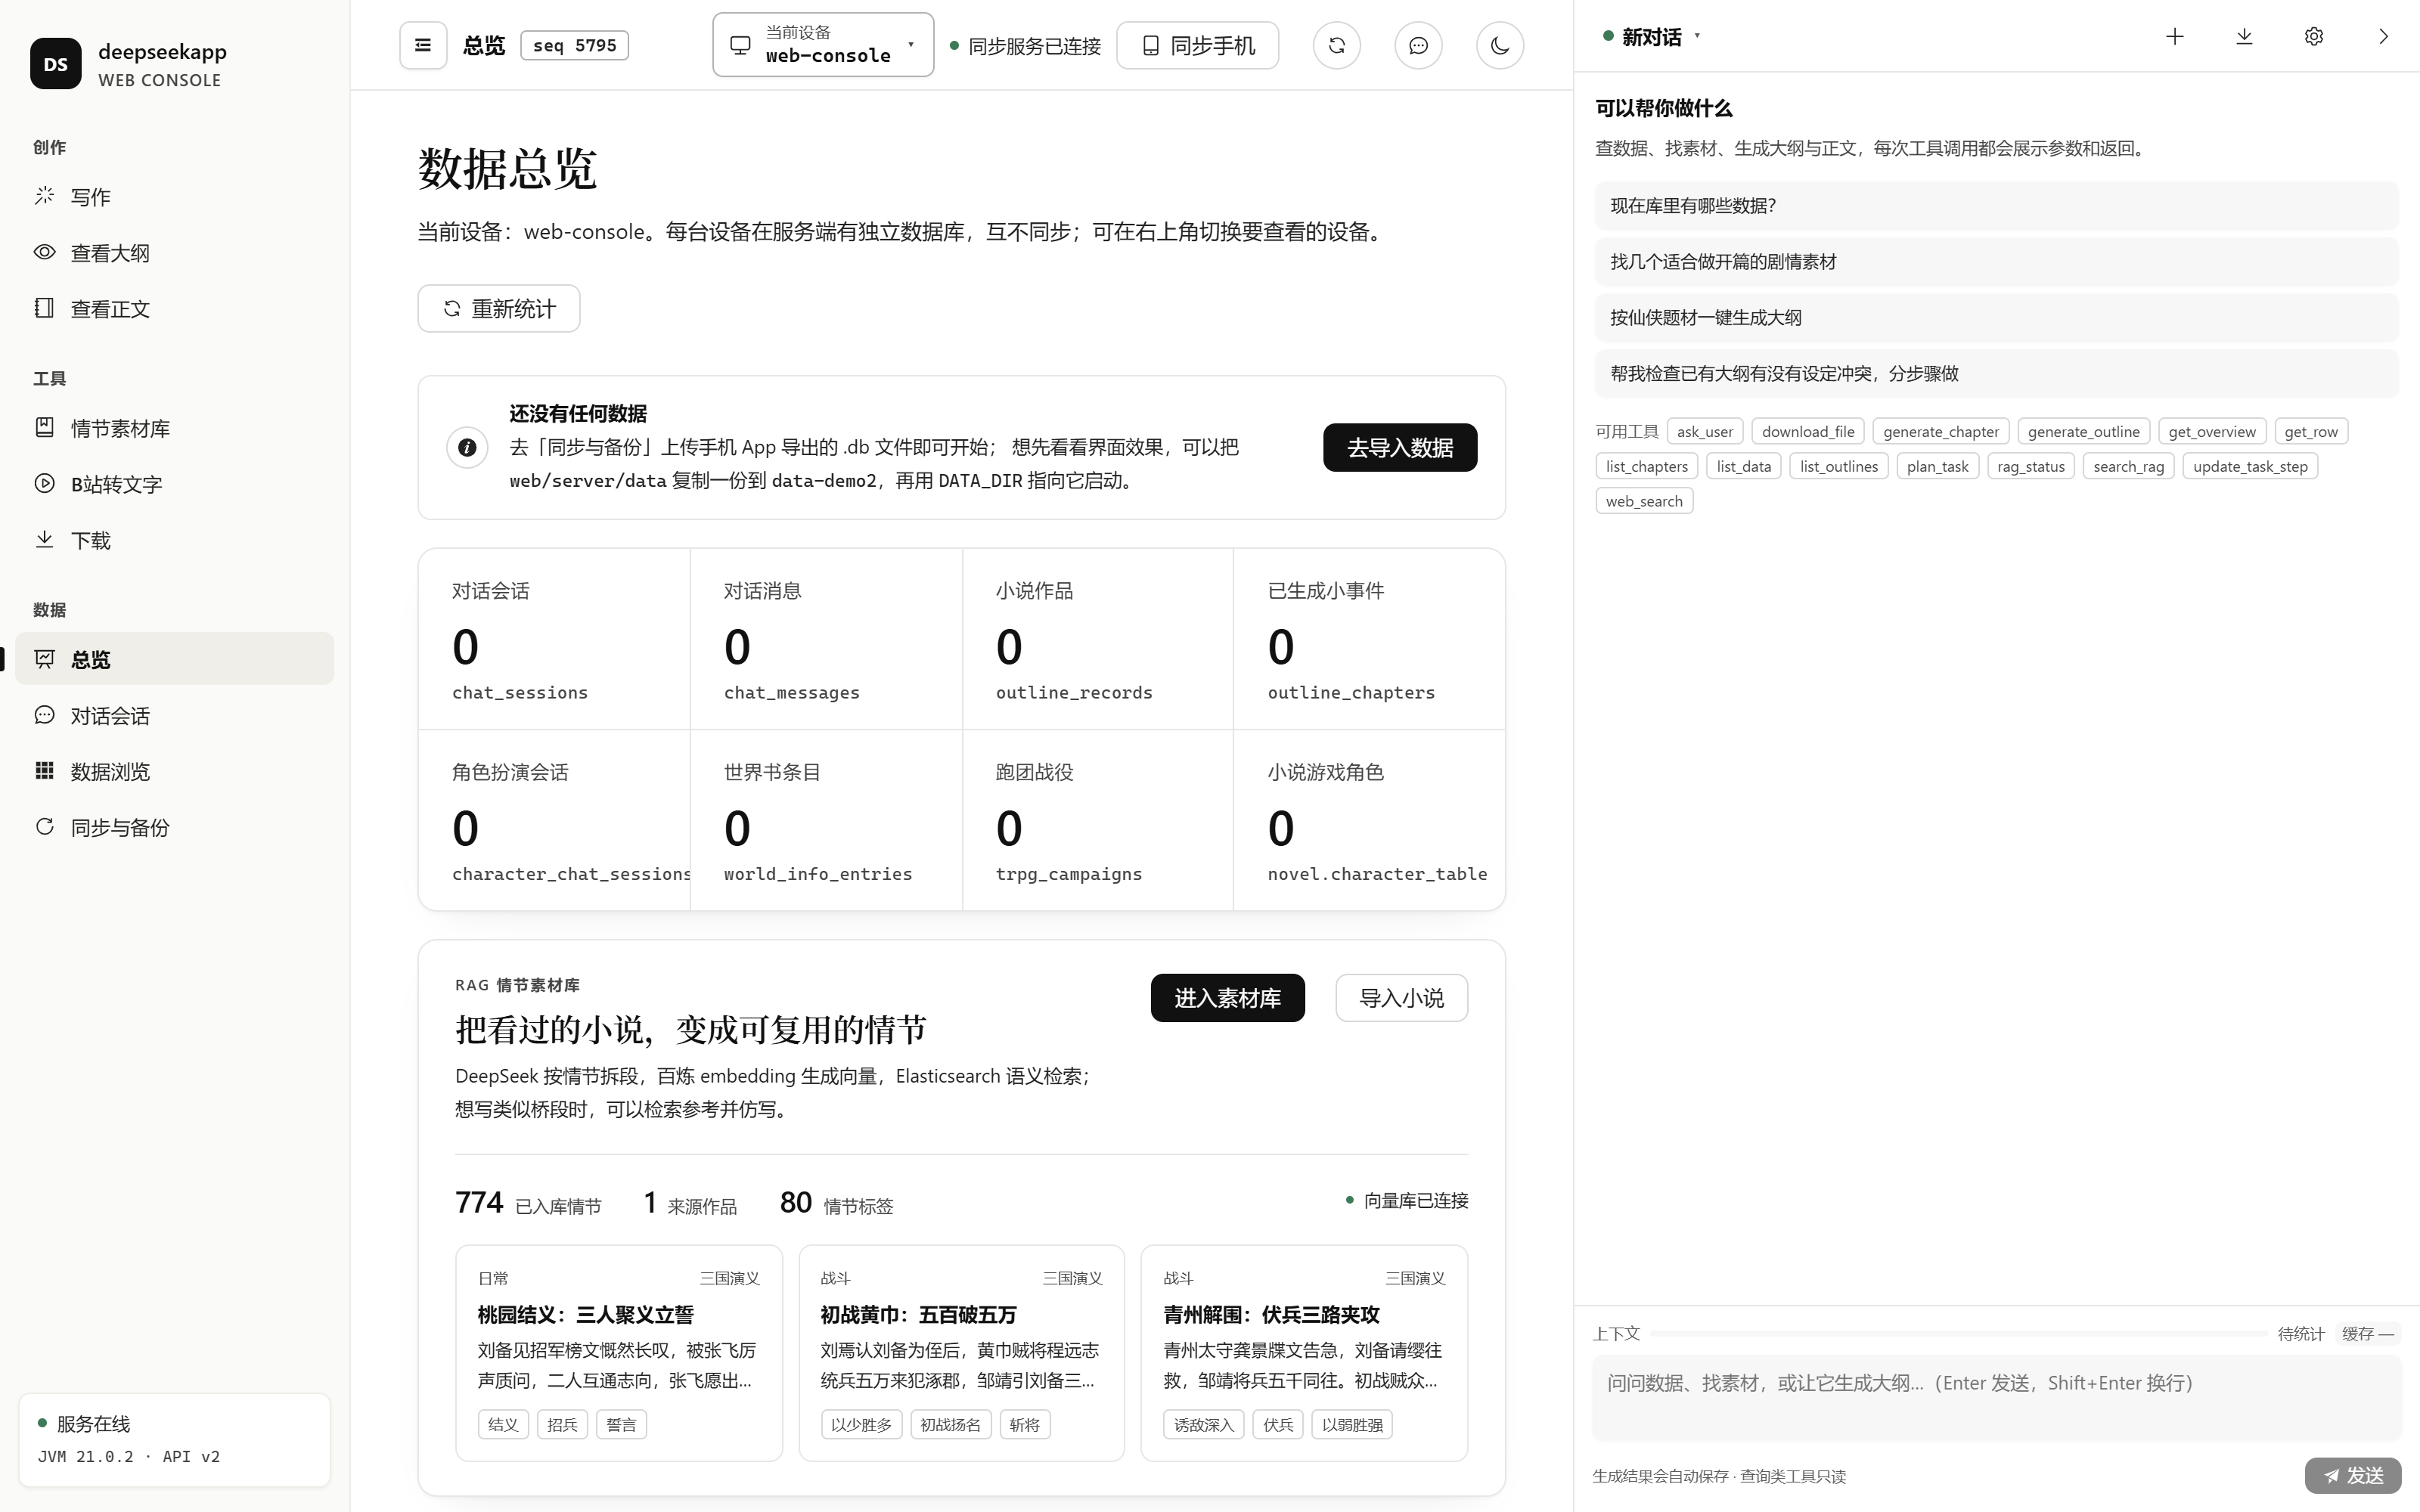 DS
deepseekapp
WEB CONSOLE
创作
写作
查看大纲
查看正文
工具
情节素材库
B站转文字
下载
数据
总览
对话会话
数据浏览
同步与备份
服务在线
JVM 21.0.2 · API v2
总览
seq 5795
当前设备
web-console
同步服务已连接
同步手机
数据总览
当前设备：web-console。每台设备在服务端有独立数据库，互不同步；可在右上角切换要查看的设备。
重新统计
还没有任何数据
去「同步与备份」上传手机 App 导出的 .db 文件即可开始； 想先看看界面效果，可以把
web/server/data 复制一份到 data-demo2，再用 DATA_DIR 指向它启动。
去导入数据
对话会话
0
chat_sessions
对话消息
0
chat_messages
小说作品
0
outline_records
已生成小事件
0
outline_chapters
角色扮演会话
0
character_chat_sessions
世界书条目
0
world_info_entries
跑团战役
0
trpg_campaigns
小说游戏角色
0
novel.character_table
RAG 情节素材库
把看过的小说，变成可复用的情节
DeepSeek 按情节拆段，百炼 embedding 生成向量，Elasticsearch 语义检索；
想写类似桥段时，可以检索参考并仿写。
进入素材库
导入小说
774 已入库情节
1 来源作品
80 情节标签
向量库已连接
日常 三国演义
桃园结义：三人聚义立誓
刘备见招军榜文慨然长叹，被张飞厉
声质问，二人互通志向，张飞愿出...
结义 招兵 誓言
战斗 三国演义
初战黄巾：五百破五万
刘焉认刘备为侄后，黄巾贼将程远志
统兵五万来犯涿郡，邹靖引刘备三...
以少胜多 初战扬名 斩将
战斗 三国演义
青州解围：伏兵三路夹攻
青州太守龚景牒文告急，刘备请缨往
救，邹靖将兵五千同往。初战贼众...
诱敌深入 伏兵 以弱胜强
新对话
可以帮你做什么
查数据、找素材、生成大纲与正文，每次工具调用都会展示参数和返回。
现在库里有哪些数据？
找几个适合做开篇的剧情素材
按仙侠题材一键生成大纲
帮我检查已有大纲有没有设定冲突，分步骤做
可用工具 ask_user download_file generate_chapter generate_outline get_overview get_row
list_chapters list_data list_outlines plan_task rag_status search_rag update_task_step
web_search
上下文 待统计 缓存 —
问问数据、找素材，或让它生成大纲...（Enter 发送，Shift+Enter 换行）
生成结果会自动保存 · 查询类工具只读
发送